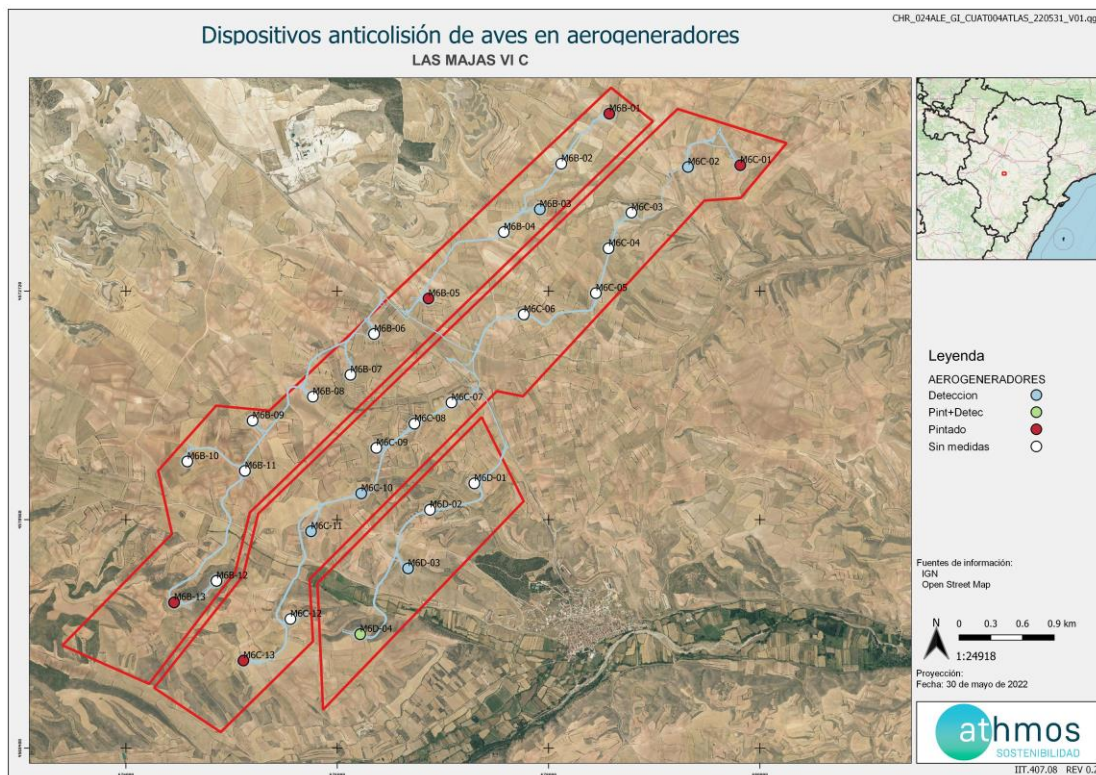 CHR_024ALE_GI_CUAT004ATLAS_220531_V01.qg
Dispositivos anticolisión de aves en aerogeneradores
LAS MAJAS VI C
M6B-01
M6B-02
M6C-02
M6C-01
M6B-03
M6C-03
M6B-04
M6C-04
M6C-05
M6B-05
M6C-06
M6B-06
M6B-07
M6B-08
M6C-07
M6B-09
M6C-08
M6C-09
M6B-10
M6B-11
M6D-01
M6C-10
M6D-02
M6C-11
M6D-03
M6B-12
M6B-13
M6C-12
M6D-04
M6C-13
Leyenda
AEROGENERADORES
Deteccion
Pint+Detec
Pintado
Sin medidas
Fuentes de información:
IGN
Open Street Map
N
0 0.3 0.6 0.9 km
1:24918
Proyección:
Fecha: 30 de mayo de 2022
athmos
SOSTENIBILIDAD
IIT.407.08 REV 0.2